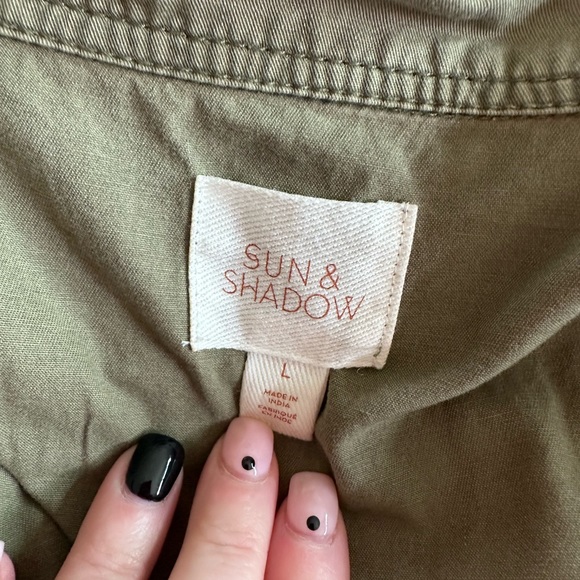 SUN &
SHADOW
L
MADE IN
INDIA
FABRIQUÉ
EN INDE